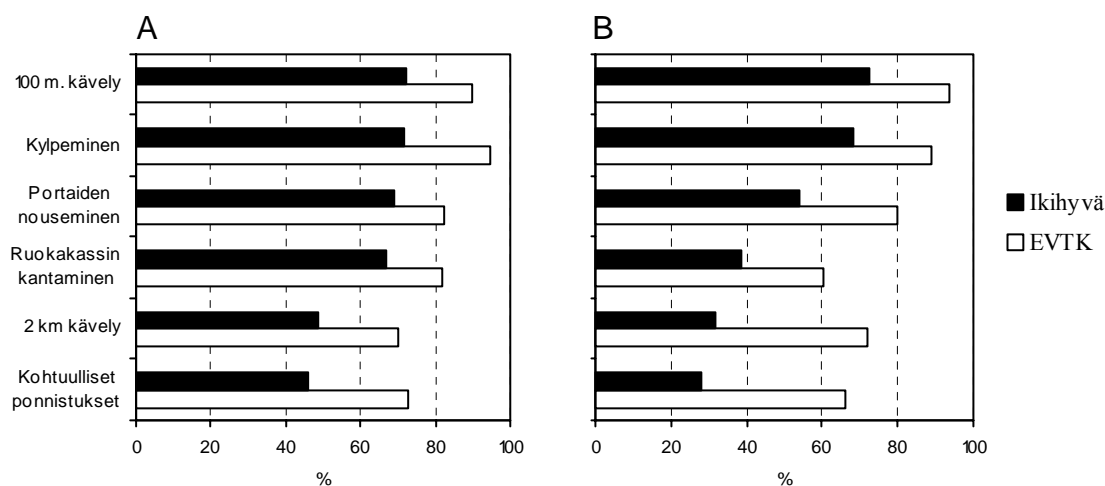 A
B
100 m. kävely
Kylpeminen
Portaiden
nouseminen
Ruokakassin
kantaminen
2 km kävely
Kohtuulliset
ponnistukset
0 20 40 60 80 100
%
0 20 40 60 80 100
%
Ikihyvä
EVTK